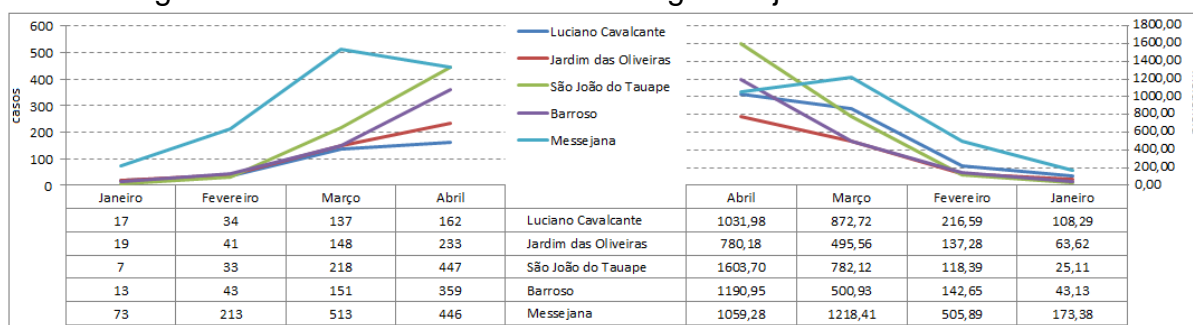 600
500
400
300
200
100
0
casos
Luciano Cavalcante
Jardim das Oliveiras
São João do Tauape
Barroso
Messejana
1800,00
1600,00
1400,00
1200,00
1000,00
800,00
600,00
400,00
200,00
0,00
Janeiro Fevereiro Março Abril Abril Março Fevereiro Janeiro
17 34 137 162 Luciano Cavalcante 1031,98 872,72 216,59 108,29
19 41 148 233 Jardim das Oliveiras 780,18 495,56 137,28 63,62
7 33 218 447 São João do Tauape 1603,70 782,12 118,39 25,11
13 43 151 359 Barroso 1190,95 500,93 142,65 43,13
73 213 513 446 Messejana 1059,28 1218,41 505,89 173,38